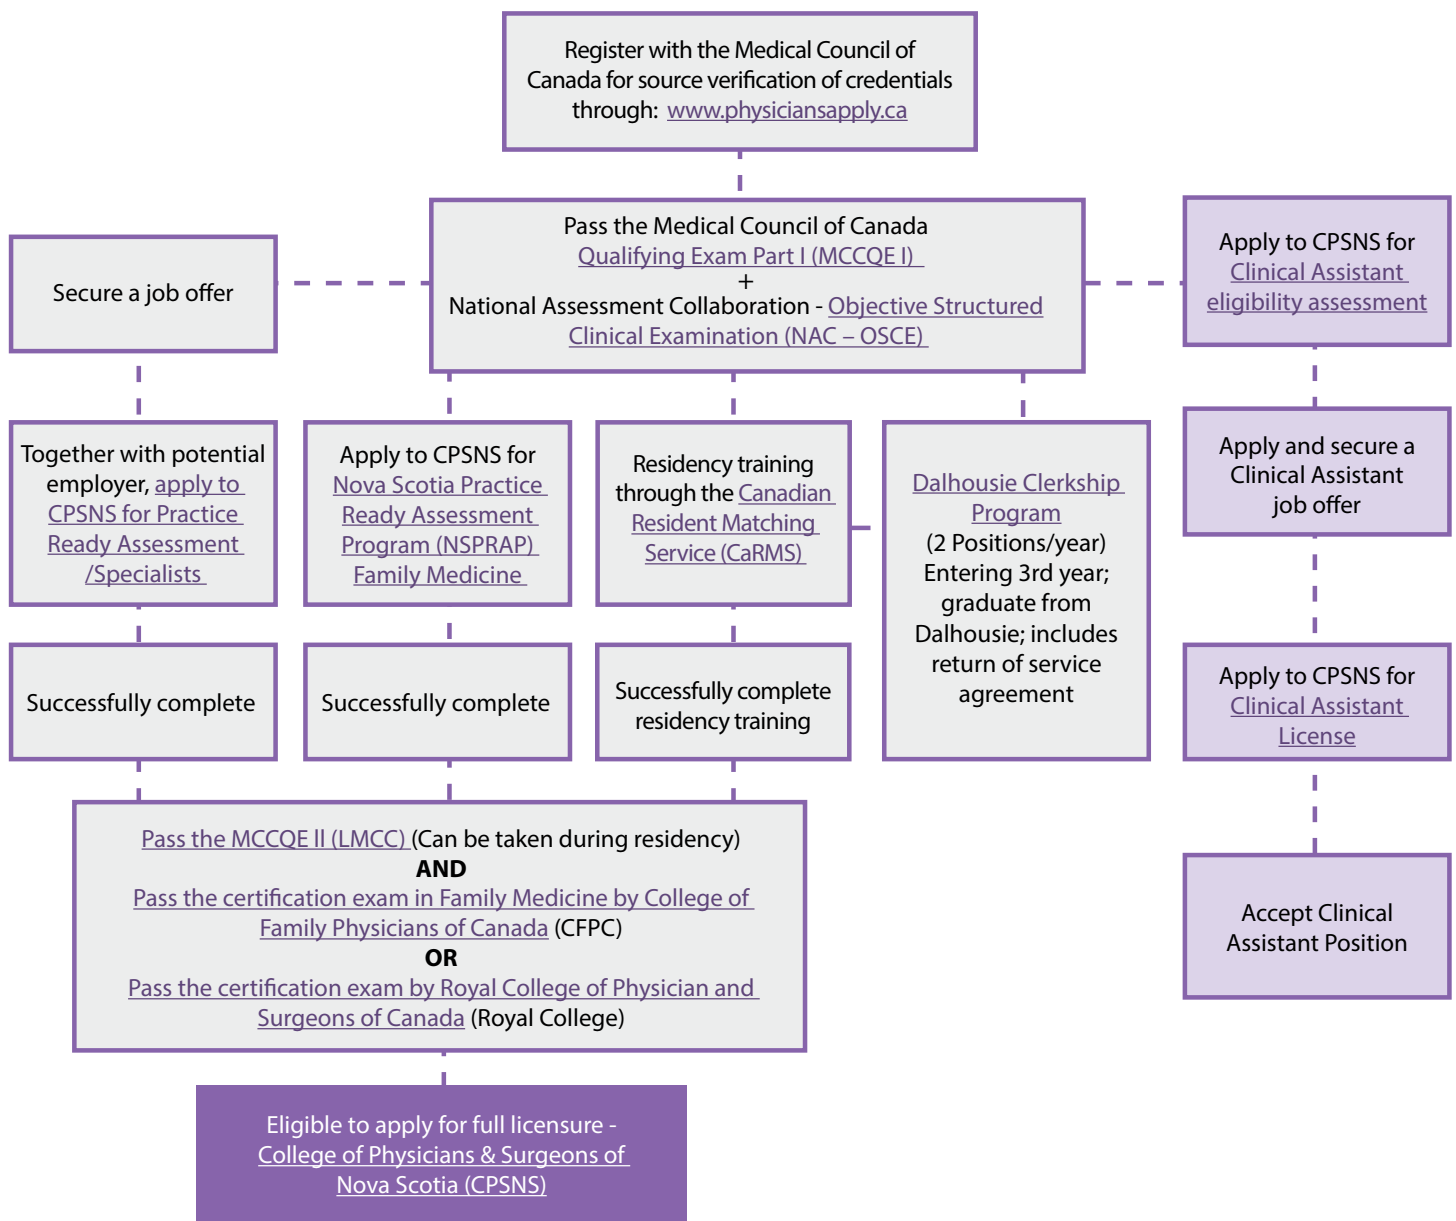 Register with the Medical Council of
Canada for source verification of credentials
through: www.physiciansapply.ca
Pass the Medical Council of Canada
Qualifying Exam Part I (MCCQE I)
+
National Assessment Collaboration - Objective Structured
Clinical Examination (NAC – OSCE)
Secure a job offer
Apply to CPSNS for
Clinical Assistant
eligibility assessment
Together with potential
employer, apply to
CPSNS for Practice
Ready Assessment
/Specialists
Apply to CPSNS for
Nova Scotia Practice
Ready Assessment
Program (NSPRAP)
Family Medicine
Residency training
through the Canadian
Resident Matching
Service (CaRMS)
Dalhousie Clerkship
Program
(2 Positions/year)
Entering 3rd year;
graduate from
Dalhousie; includes
return of service
agreement
Apply and secure a
Clinical Assistant
job offer
Successfully complete
Successfully complete
Successfully complete
residency training
Apply to CPSNS for
Clinical Assistant
License
Pass the MCCQE ll (LMCC) (Can be taken during residency)
AND
Pass the certification exam in Family Medicine by College of
Family Physicians of Canada (CFPC)
OR
Pass the certification exam by Royal College of Physician and
Surgeons of Canada (Royal College)
Accept Clinical
Assistant Position
Eligible to apply for full licensure -
College of Physicians & Surgeons of
Nova Scotia (CPSNS)